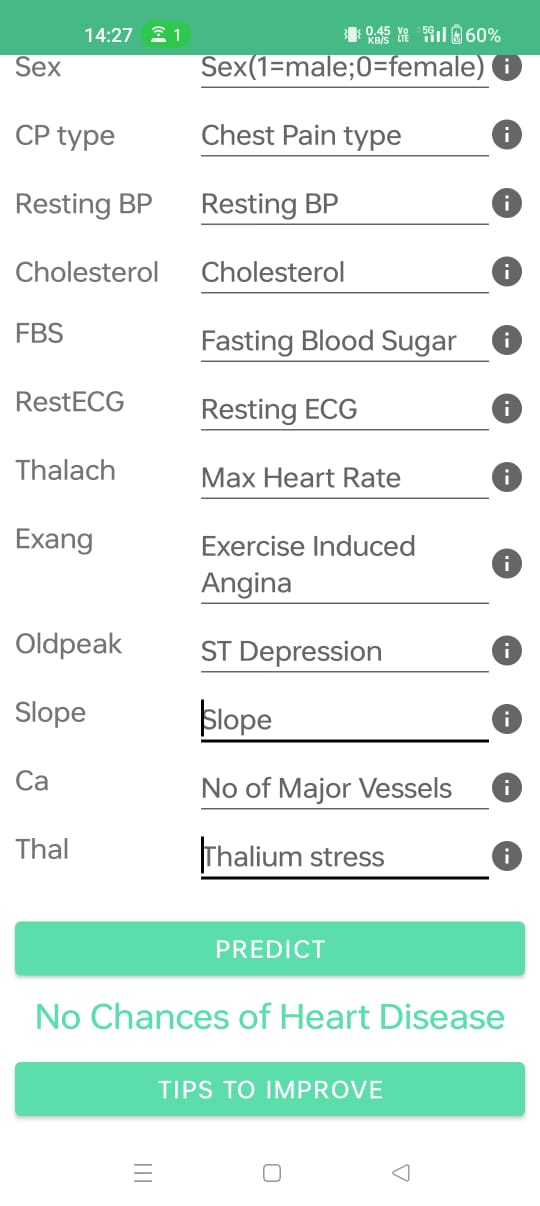 14:27 1 0.45 KB/S Vo LTE 5G 60%
Sex Sex(1=male;0=female) i
CP type Chest Pain type i
Resting BP Resting BP i
Cholesterol Cholesterol i
FBS Fasting Blood Sugar i
RestECG Resting ECG i
Thalach Max Heart Rate i
Exang Exercise Induced
Angina i
Oldpeak ST Depression i
Slope Slope i
Ca No of Major Vessels i
Thal Thalium stress i
PREDICT
No Chances of Heart Disease
TIPS TO IMPROVE